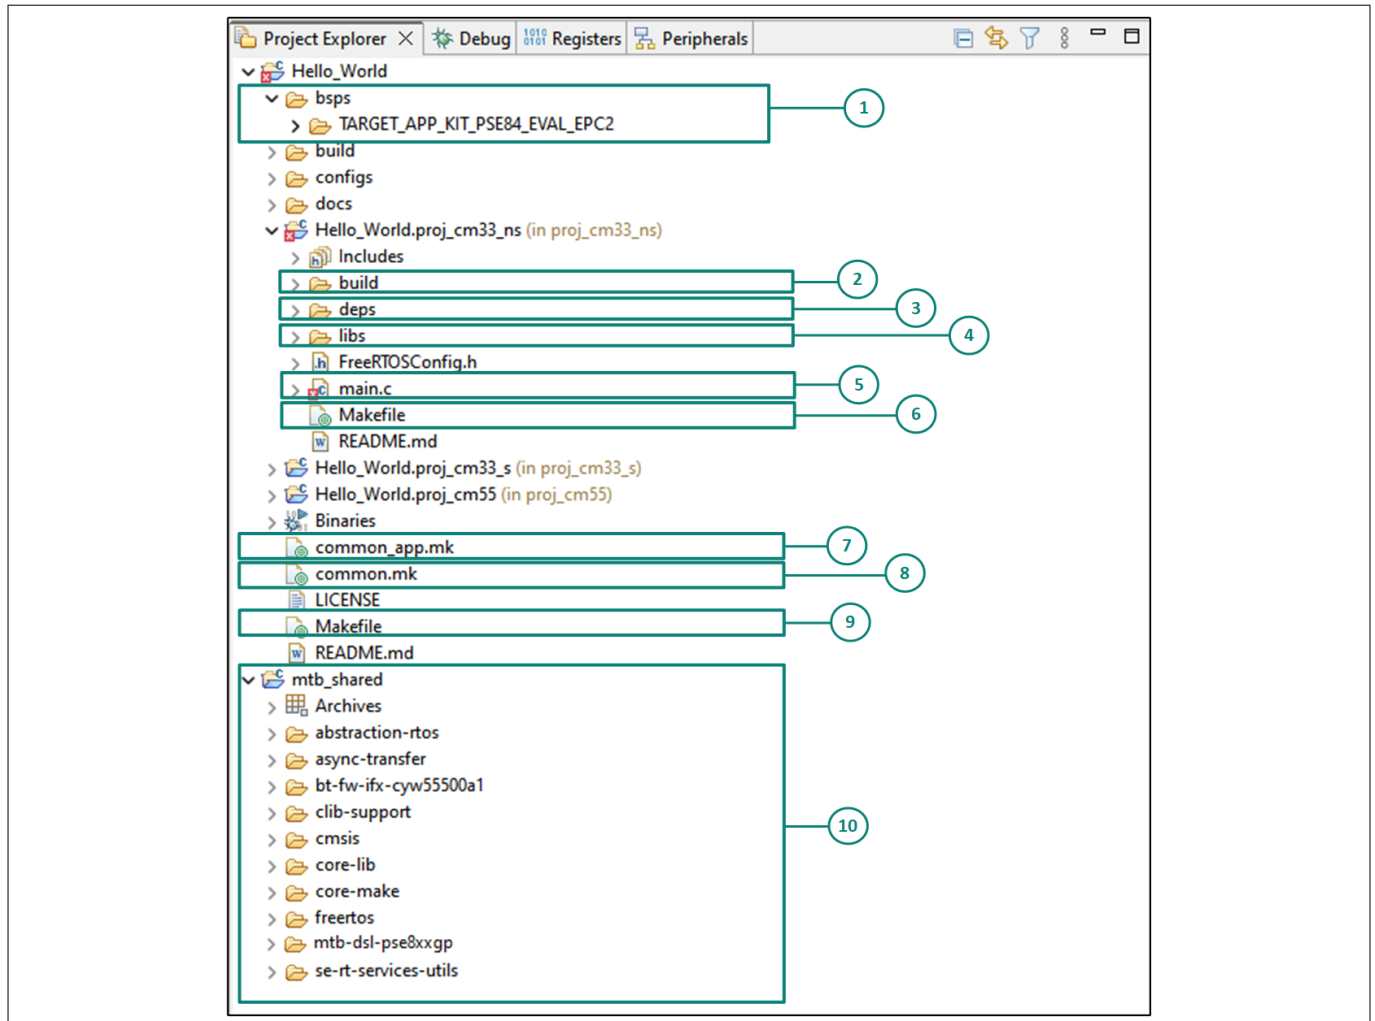 Project Explorer Debug 1010 0101 Registers Peripherals
Hello_World
bsps
1
TARGET_APP_KIT_PSE84_EVAL_EPC2
build
configs
docs
Hello_World.proj_cm33_ns (in proj_cm33_ns)
Includes
build
2
deps
3
libs
4
FreeRTOSConfig.h
main.c
5
Makefile
6
README.md
Hello_World.proj_cm33_s (in proj_cm33_s)
Hello_World.proj_cm55 (in proj_cm55)
Binaries
common_app.mk
7
common.mk
8
LICENSE
Makefile
9
README.md
mtb_shared
Archives
abstraction-rtos
async-transfer
bt-fw-ifx-cyw55500a1
clib-support
10
cmsis
core-lib
core-make
freertos
mtb-dsl-pse8xxgp
se-rt-services-utils